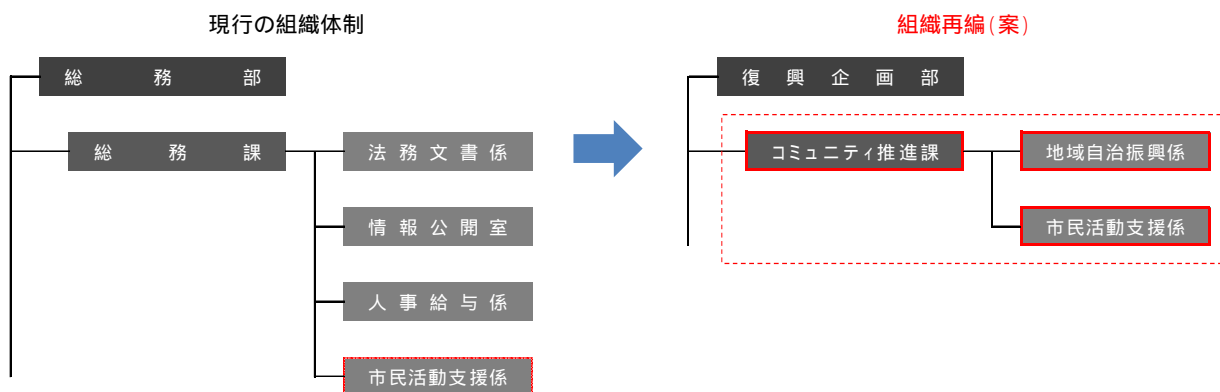 現行の組織体制
総務部
総務課
法務文書係
情報公開室
人事給与係
市民活動支援係
組織再編(案)
復興企画部
コミュニティ推進課
地域自治振興係
市民活動支援係